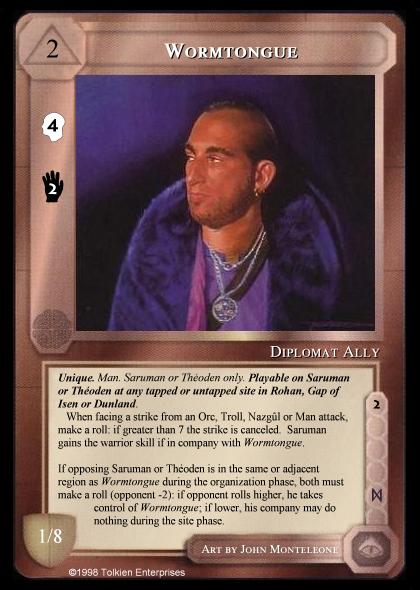 2
WORMTONGUE
4
2
DIPLOMAT ALLY
Unique. Man. Saruman or Théoden only. Playable on Saruman
or Théoden at any tapped or untapped site in Rohan, Gap of
Isen or Dunland.
When facing a strike from an Orc, Troll, Nazgûl or Man attack,
make a roll: if greater than 7 the strike is canceled. Saruman
gains the warrior skill if in company with Wormtongue.
2
If opposing Saruman or Théoden is in the same or adjacent
region as Wormtongue during the organization phase, both must
make a roll (opponent -2): if opponent rolls higher, he takes
control of Wormtongue; if lower, his company may do
nothing during the site phase.
1/8
ART BY JOHN MONTELEONE
©1998 Tolkien Enterprises